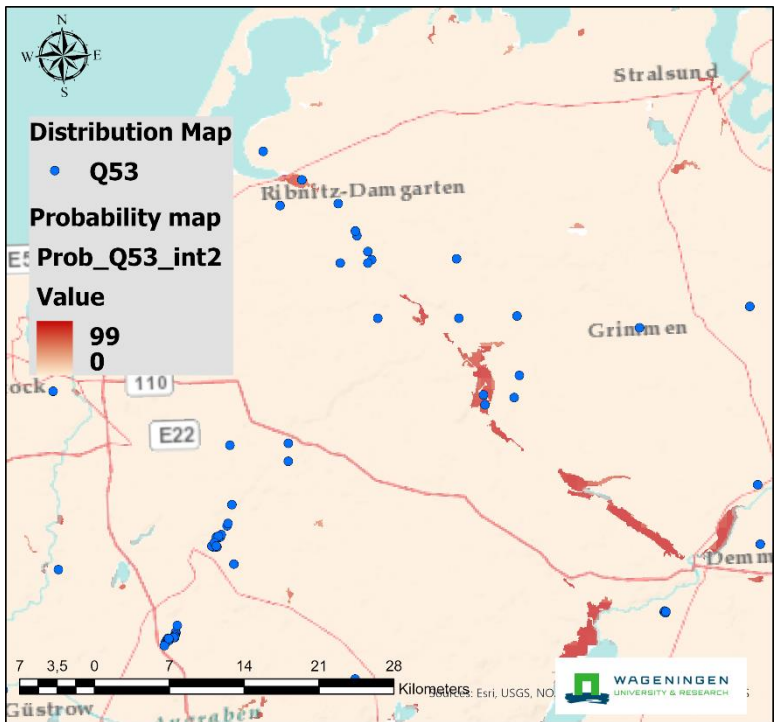 N
W E
S
Stralsund
Distribution Map
Q53
Ribnitz-Damgarten
Probability map
E5
Prob_Q53_int2
Value
99
0
Grimmen
ock
110
E22
Demm
7 3,5 0 7 14 21 28
Kilometers
Sources: Esri, USGS, NO
S
WAGENINGEN
UNIVERSITY & RESEARCH
Güstrow
Augraben